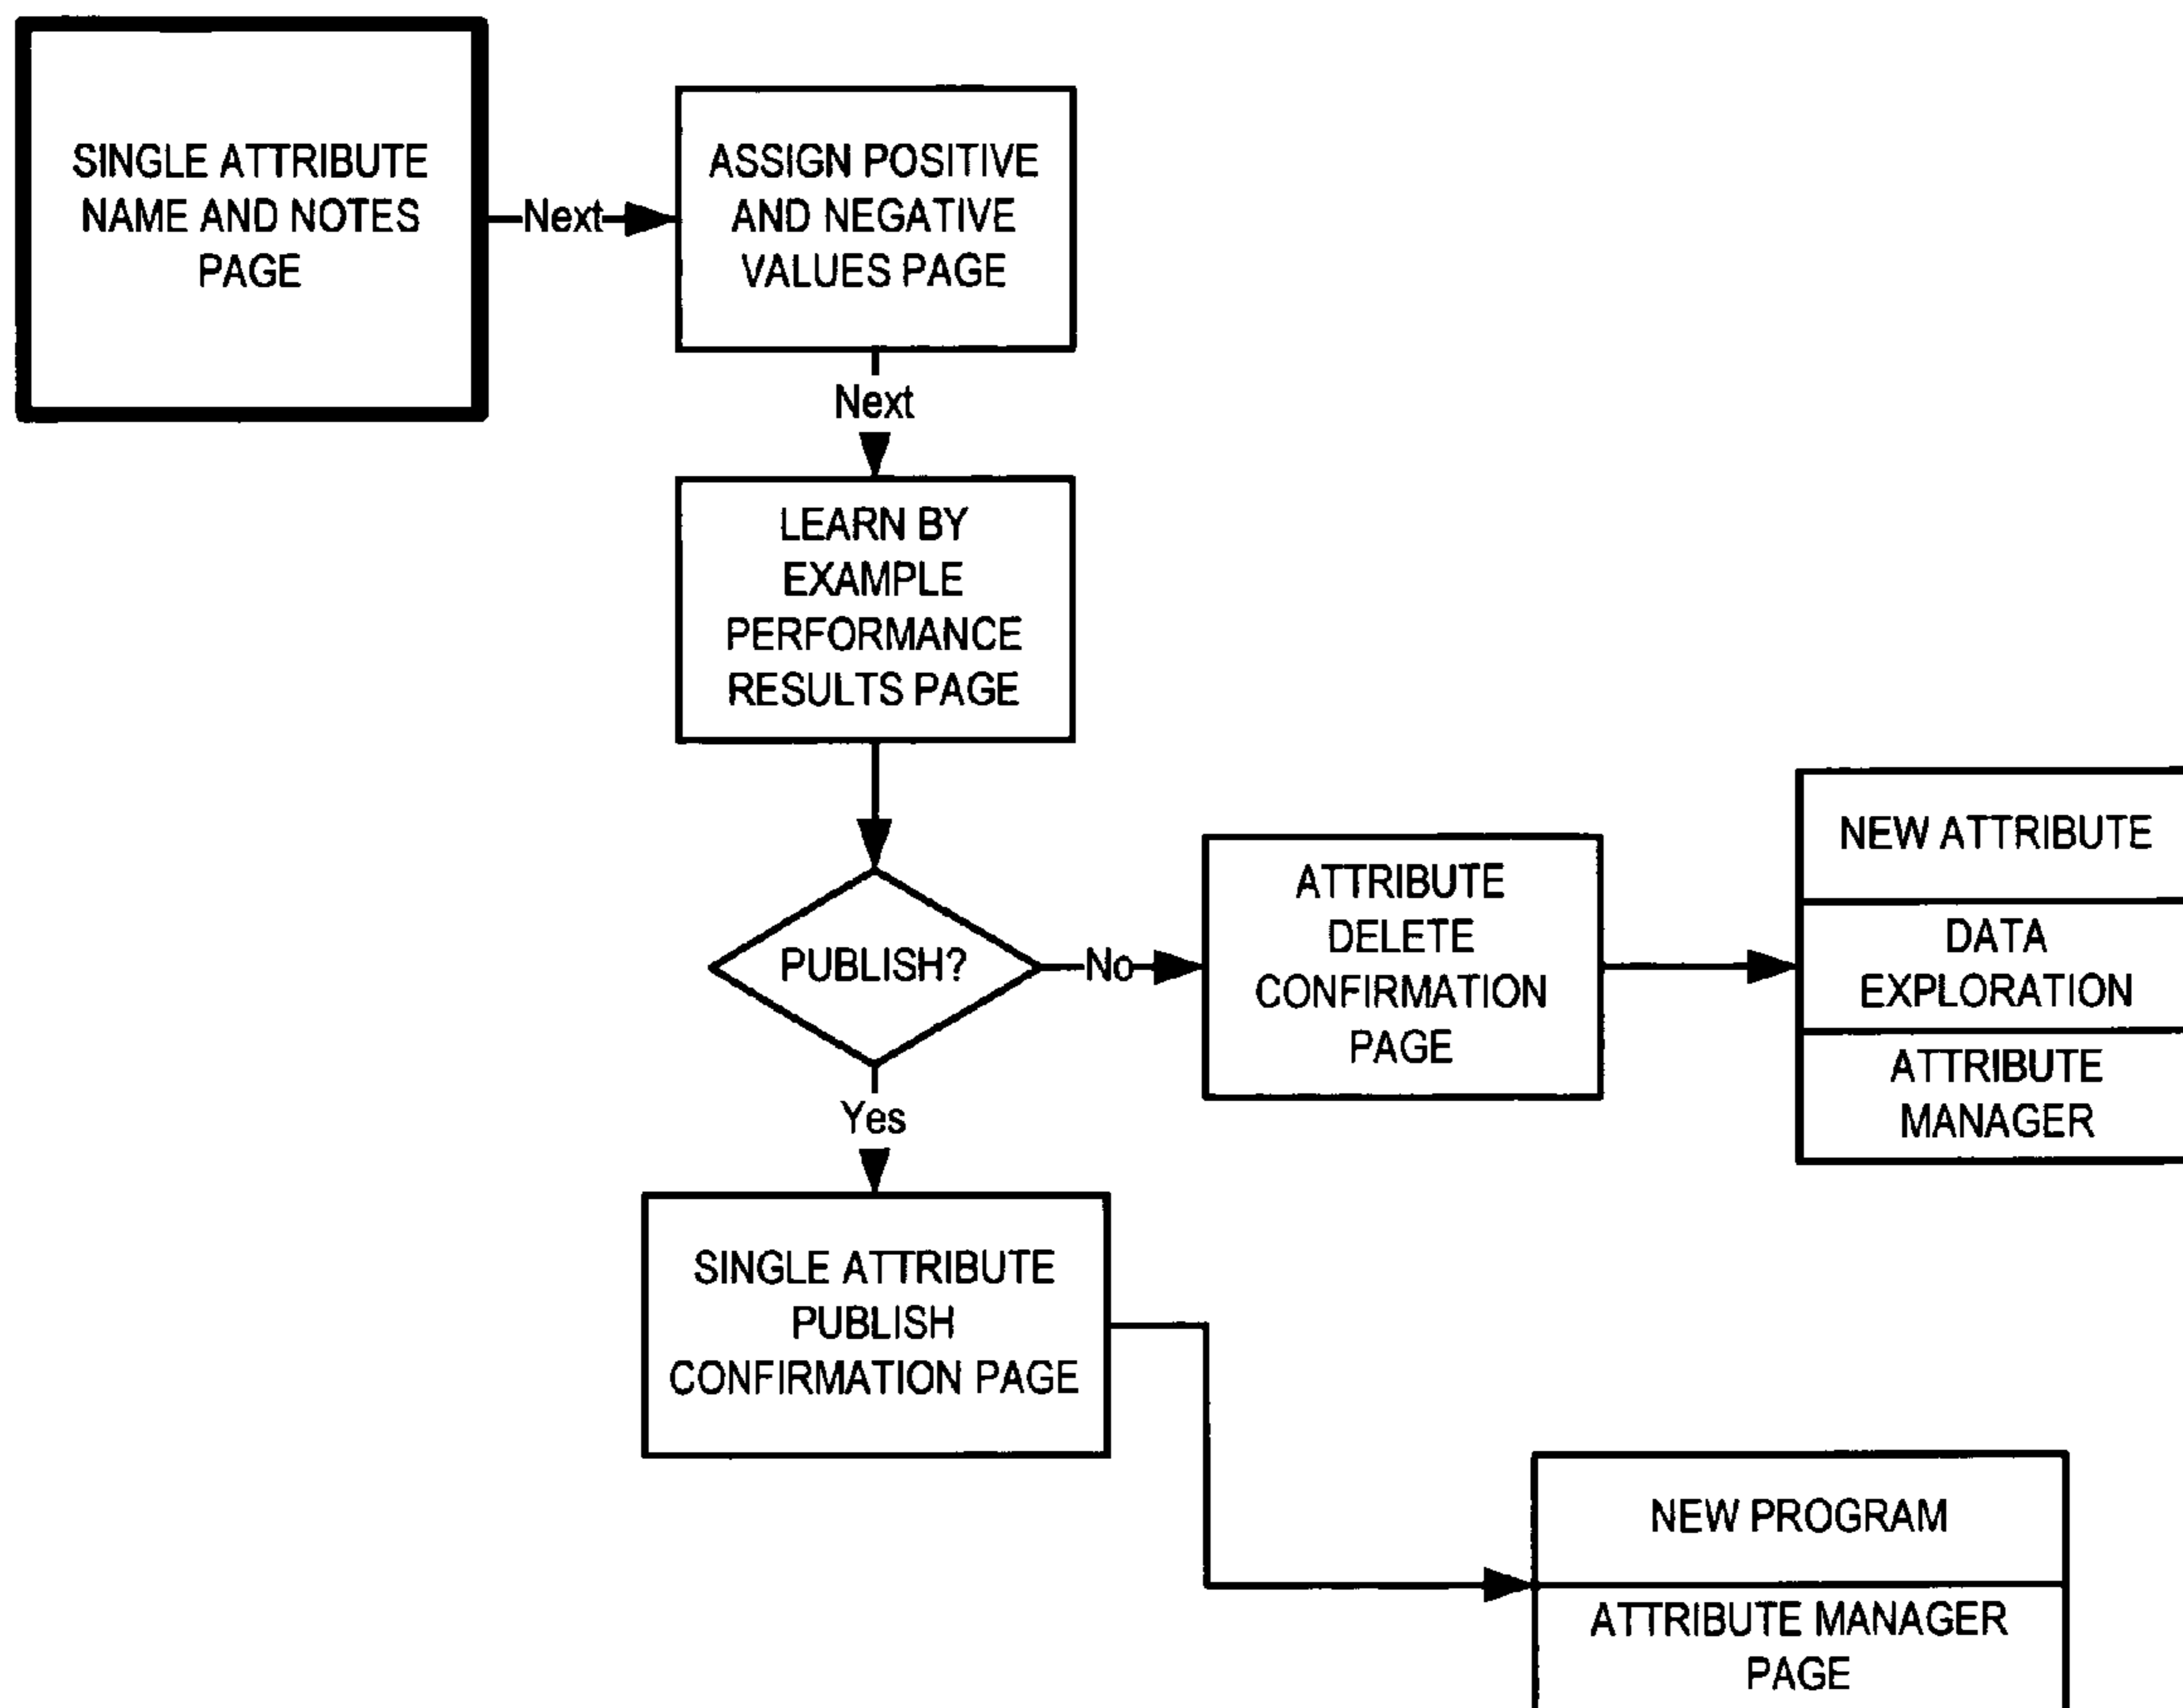 SINGLE ATTRIBUTE
NAME AND NOTES
PAGE
Next
ASSIGN POSITIVE
AND NEGATIVE
VALUES PAGE
Next
LEARN BY
EXAMPLE
PERFORMANCE
RESULTS PAGE
PUBLISH?
No
ATTRIBUTE
DELETE
CONFIRMATION
PAGE
NEW ATTRIBUTE
DATA
EXPLORATION
ATTRIBUTE
MANAGER
Yes
SINGLE ATTRIBUTE
PUBLISH
CONFIRMATION PAGE
NEW PROGRAM
ATTRIBUTE MANAGER
PAGE